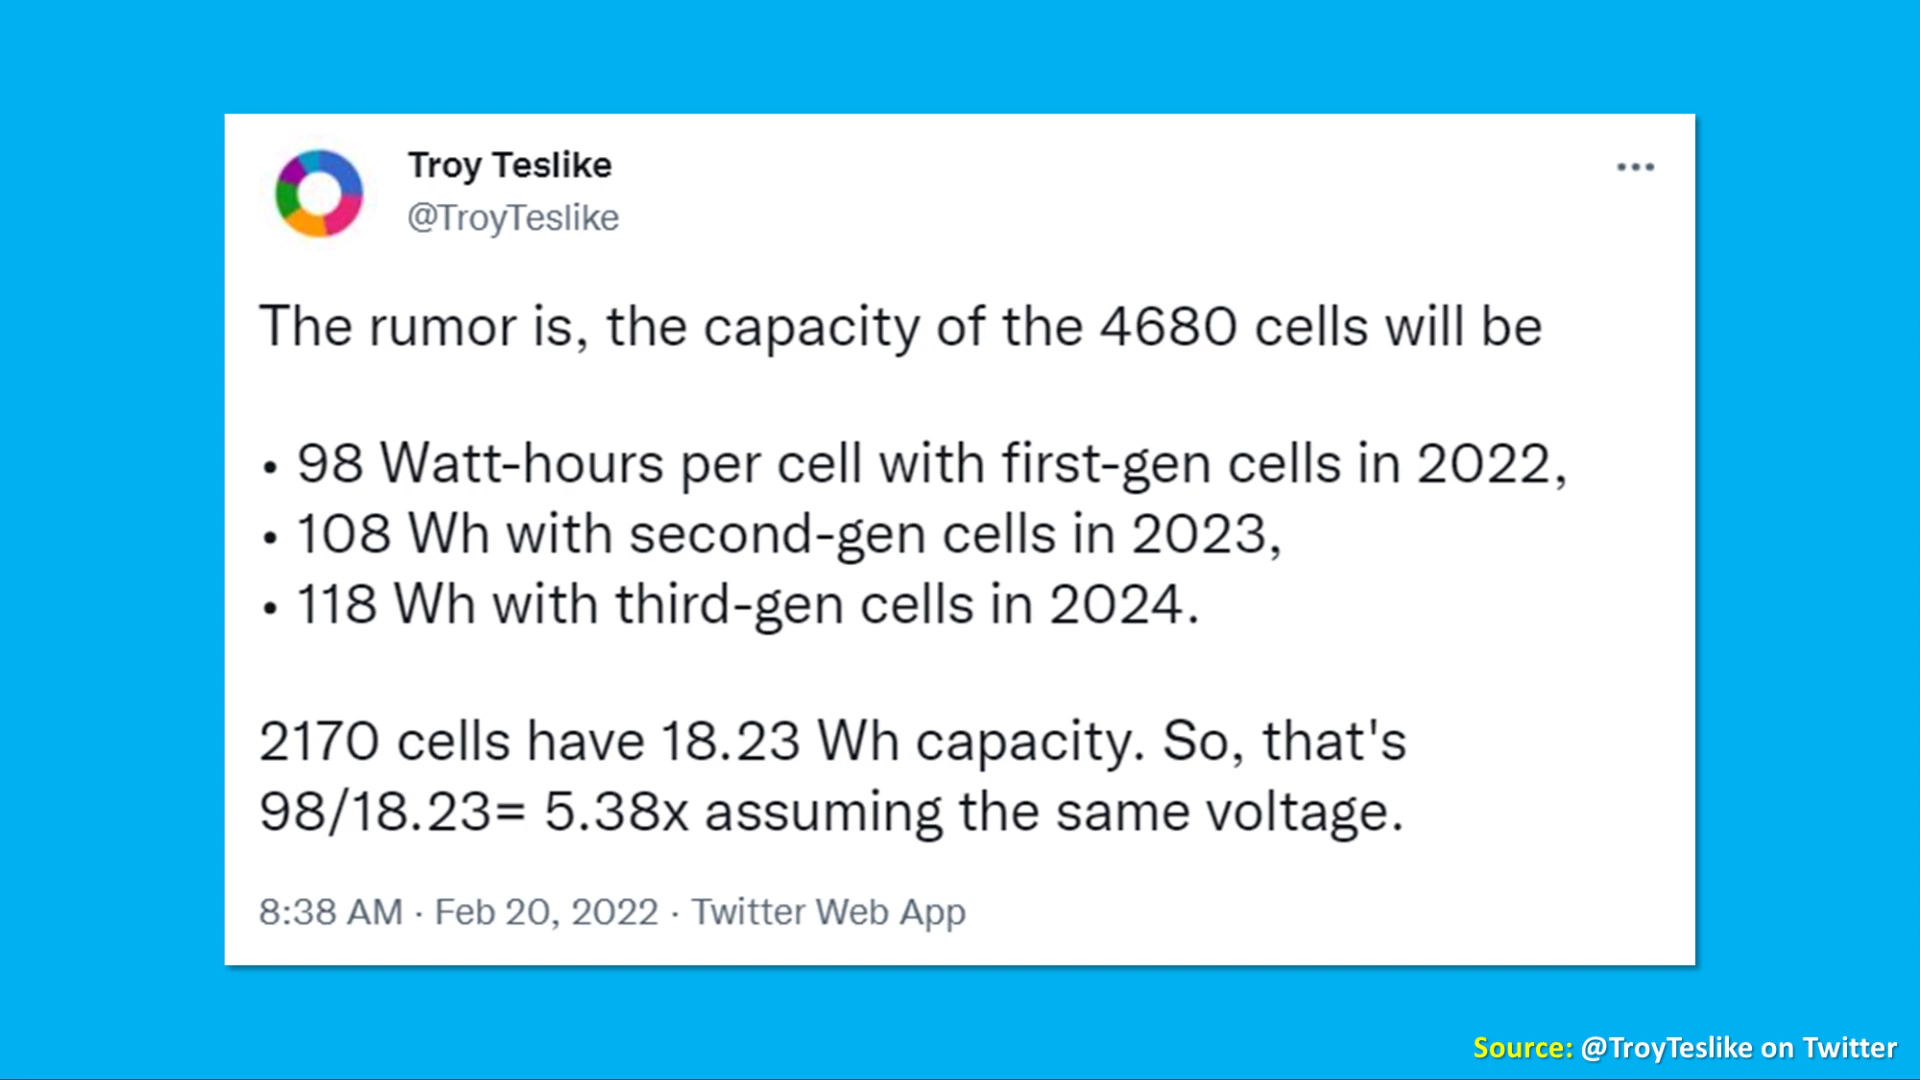 Troy Teslike
@TroyTeslike
The rumor is, the capacity of the 4680 cells will be
• 98 Watt-hours per cell with first-gen cells in 2022,
• 108 Wh with second-gen cells in 2023,
• 118 Wh with third-gen cells in 2024.
2170 cells have 18.23 Wh capacity. So, that's
98/18.23= 5.38x assuming the same voltage.
8:38 AM · Feb 20, 2022 · Twitter Web App
Source: @TroyTeslike on Twitter